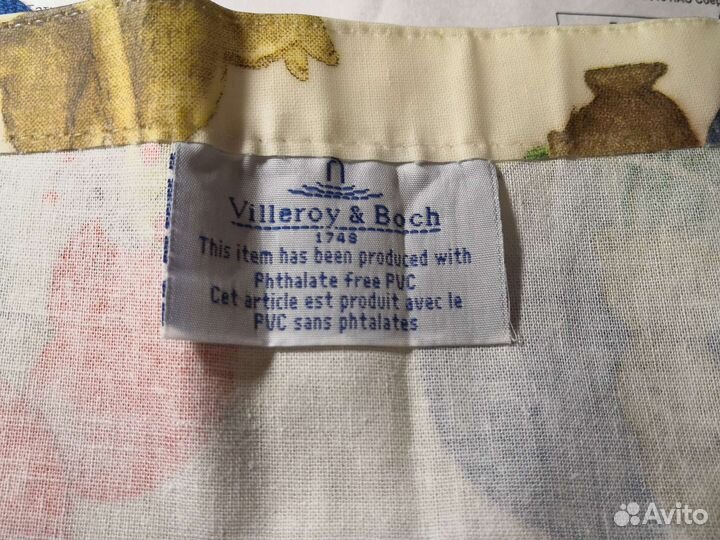 Villeroy & Boch
1748
This item has been produced with
Phthalate free PVC
Cet article est produit avec le
PVC sans phtalates
Avito